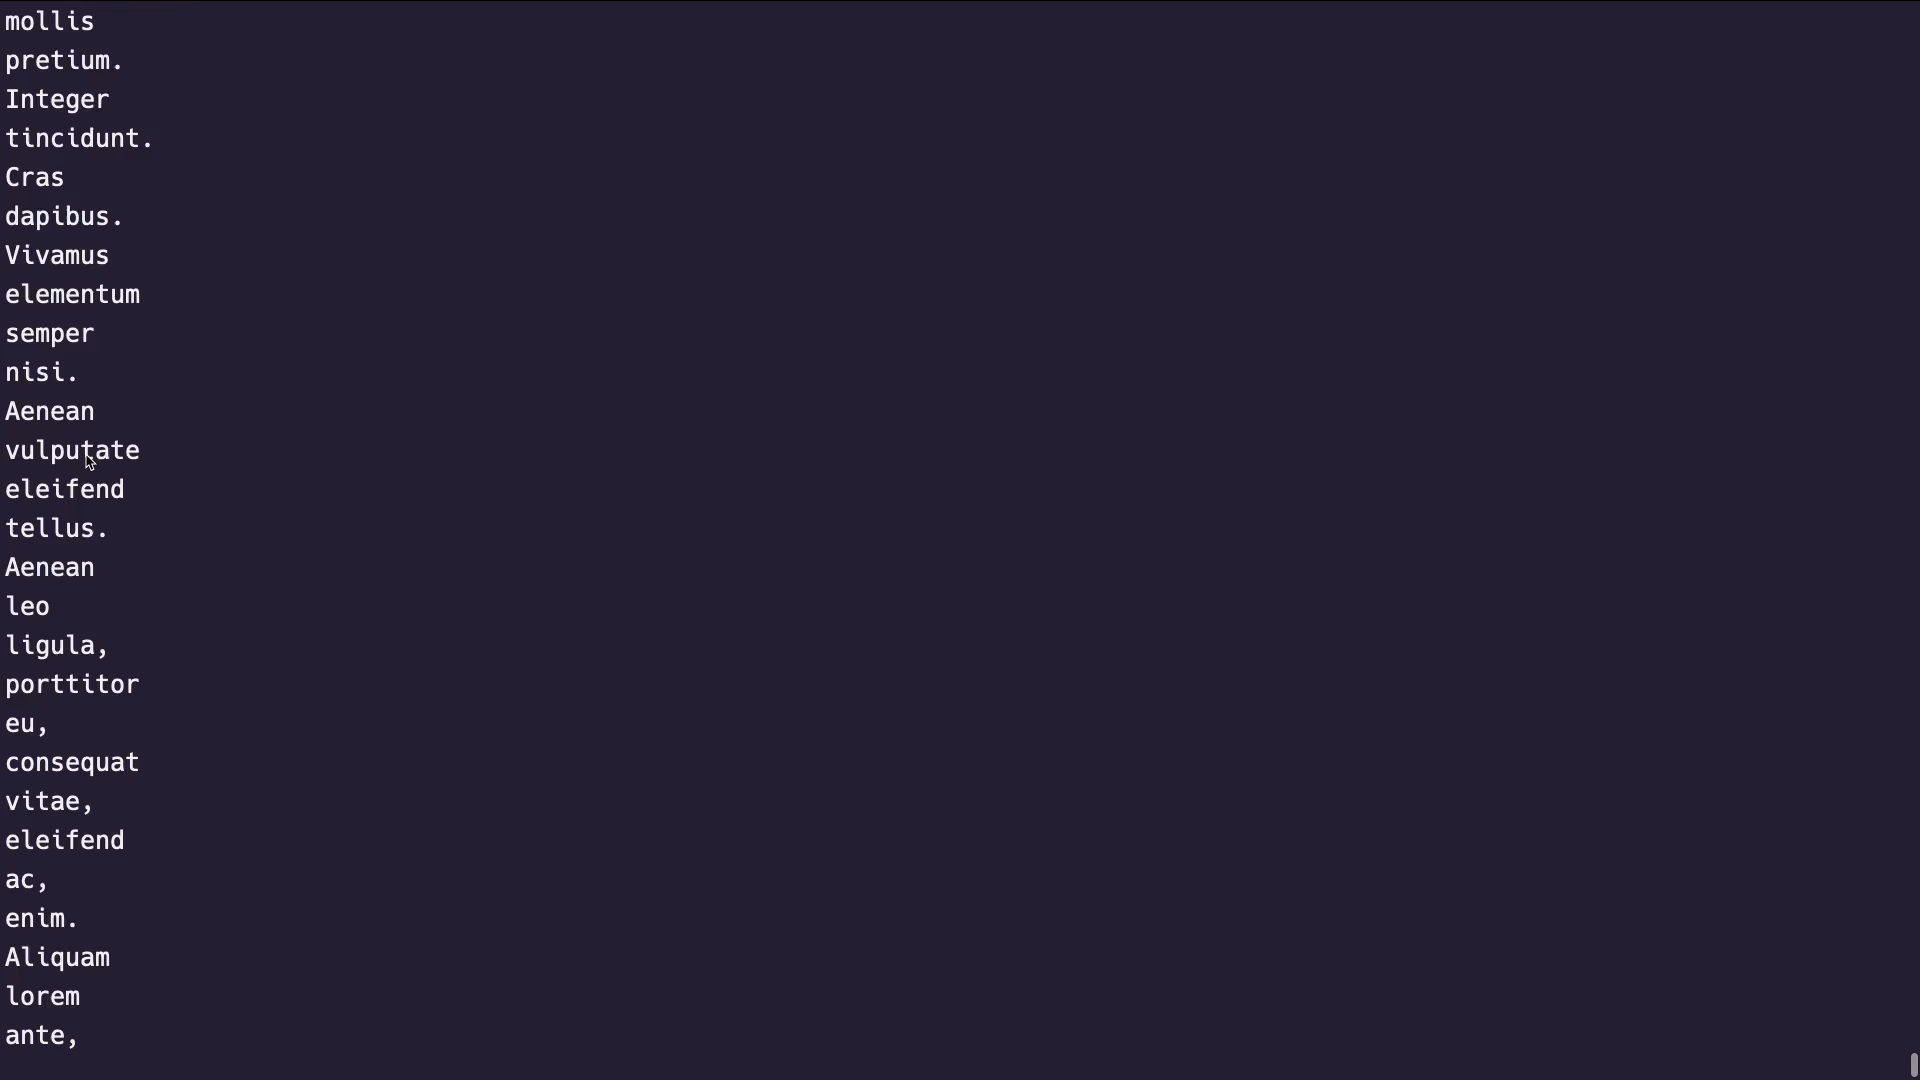 mollis
pretium.
Integer
tincidunt.
Cras
dapibus.
Vivamus
elementum
semper
nisi.
Aenean
vulputate
eleifend
tellus.
Aenean
leo
ligula,
porttitor
eu,
consequat
vitae,
eleifend
ac,
enim.
Aliquam
lorem
ante,